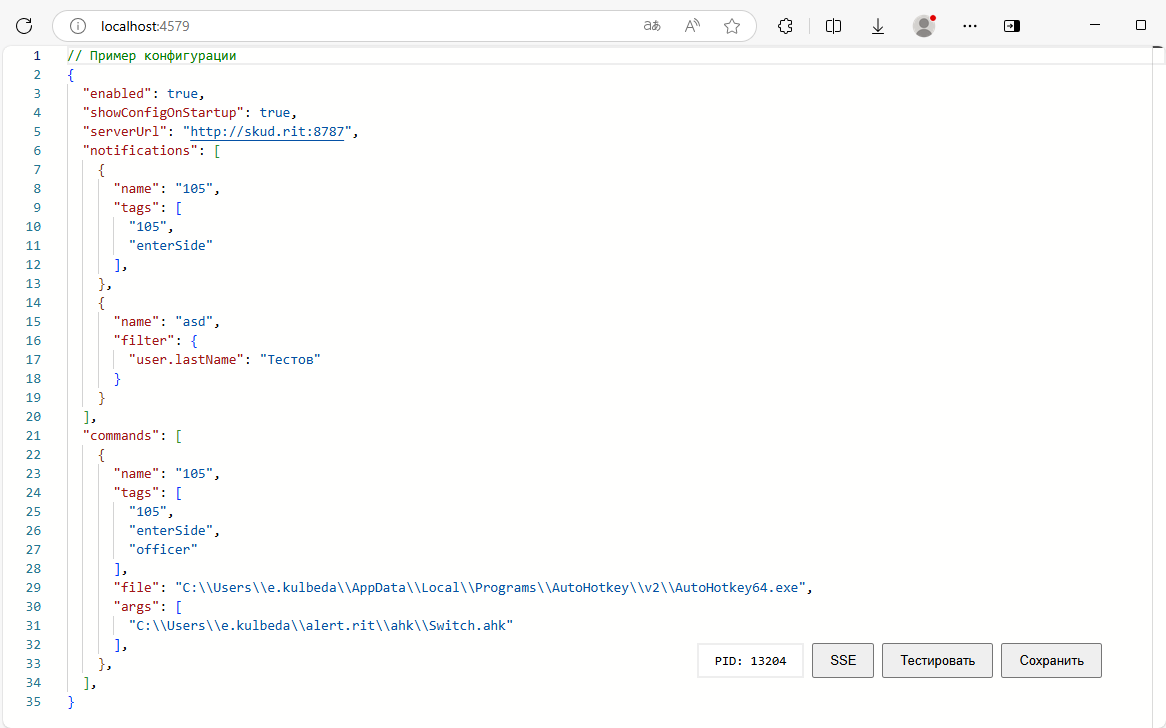 localhost:4579
aあ
A
1 // Пример конфигурации
2 {
3 "enabled": true,
4 "showConfigOnStartup": true,
5 "serverUrl": "http://skud.rit:8787",
6 "notifications": [
7 {
8 "name": "105",
9 "tags": [
10 "105",
11 "enterSide"
12 ],
13 },
14 {
15 "name": "asd",
16 "filter": {
17 "user.lastName": "Тестов"
18 }
19 }
20 ],
21 "commands": [
22 {
23 "name": "105",
24 "tags": [
25 "105",
26 "enterSide",
27 "officer"
28 ],
29 "file": "C:\\Users\\e.kulbeda\\AppData\\Local\\Programs\\AutoHotkey\\v2\\AutoHotkey64.exe",
30 "args": [
31 "C:\\Users\\e.kulbeda\\alert.rit\\ahk\\Switch.ahk"
32 ],
33 },
34 ],
35 }
PID: 13204
SSE
Тестировать
Сохранить